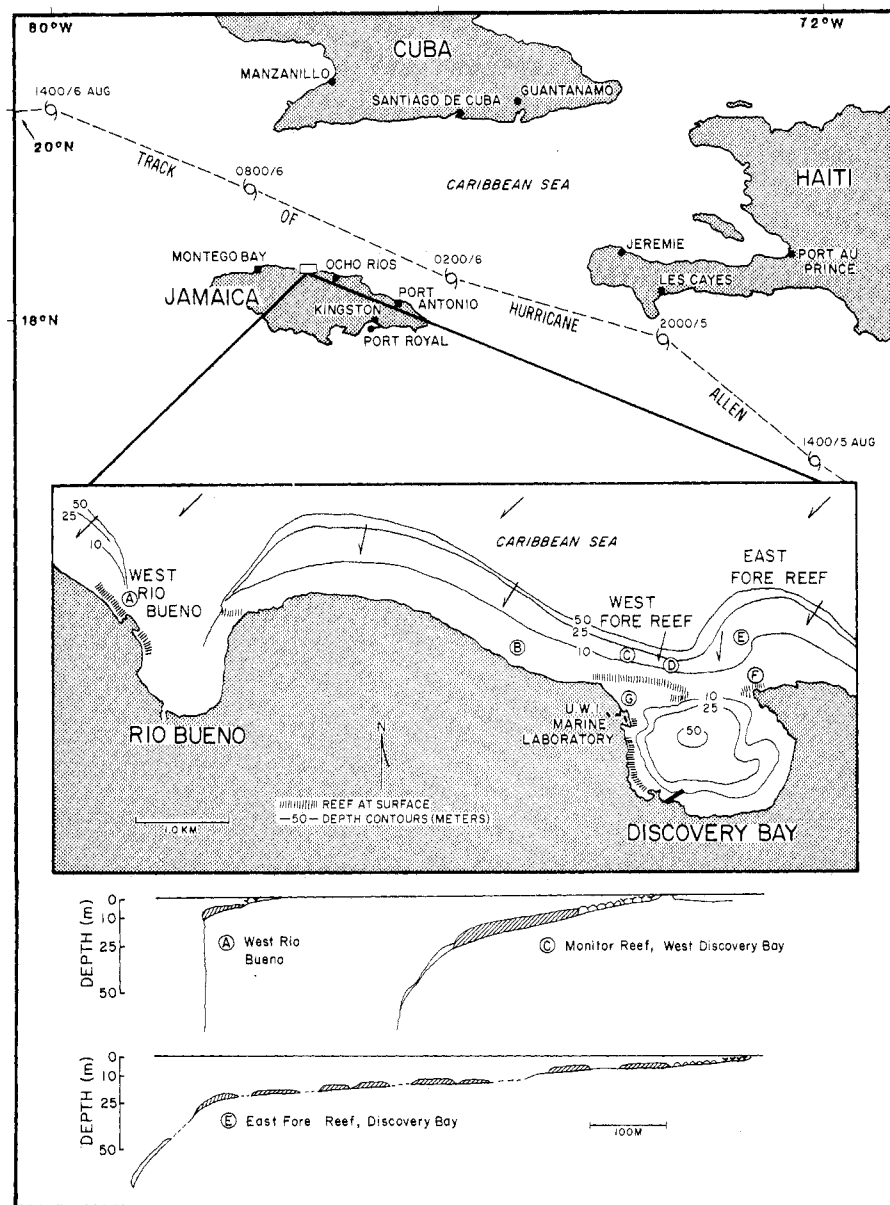 80°W
72°W
CUBA
MANZANILLO
GUANTANAMO
SANTIAGO DE CUBA
1400/6 AUG
20°N
TRACK
0800/6
OF
CARIBBEAN SEA
HAITI
MONTEGO BAY
OCHO RIOS
0200/6
JEREMIE
PORT AU
PRINCE
LES CAYES
JAMAICA
PORT
ANTONIO
KINGSTON
PORT ROYAL
HURRICANE
18°N
2000/5
ALLEN
1400/5 AUG
50
25
10
CARIBBEAN SEA
WEST
RIO
BUENO
A
EAST
FORE REEF
WEST
FORE REEF
50
25
10
B
C
D
E
F
G
U.W.I.
MARINE
LABORATORY
10
25
50
RIO BUENO
N
REEF AT SURFACE
—50— DEPTH CONTOURS (METERS)
1.0 KM
DISCOVERY BAY
DEPTH (m)
0
10
25
50
A West Rio
Bueno
C Monitor Reef, West Discovery Bay
DEPTH (m)
0
10
25
50
E East Fore Reef, Discovery Bay
100M